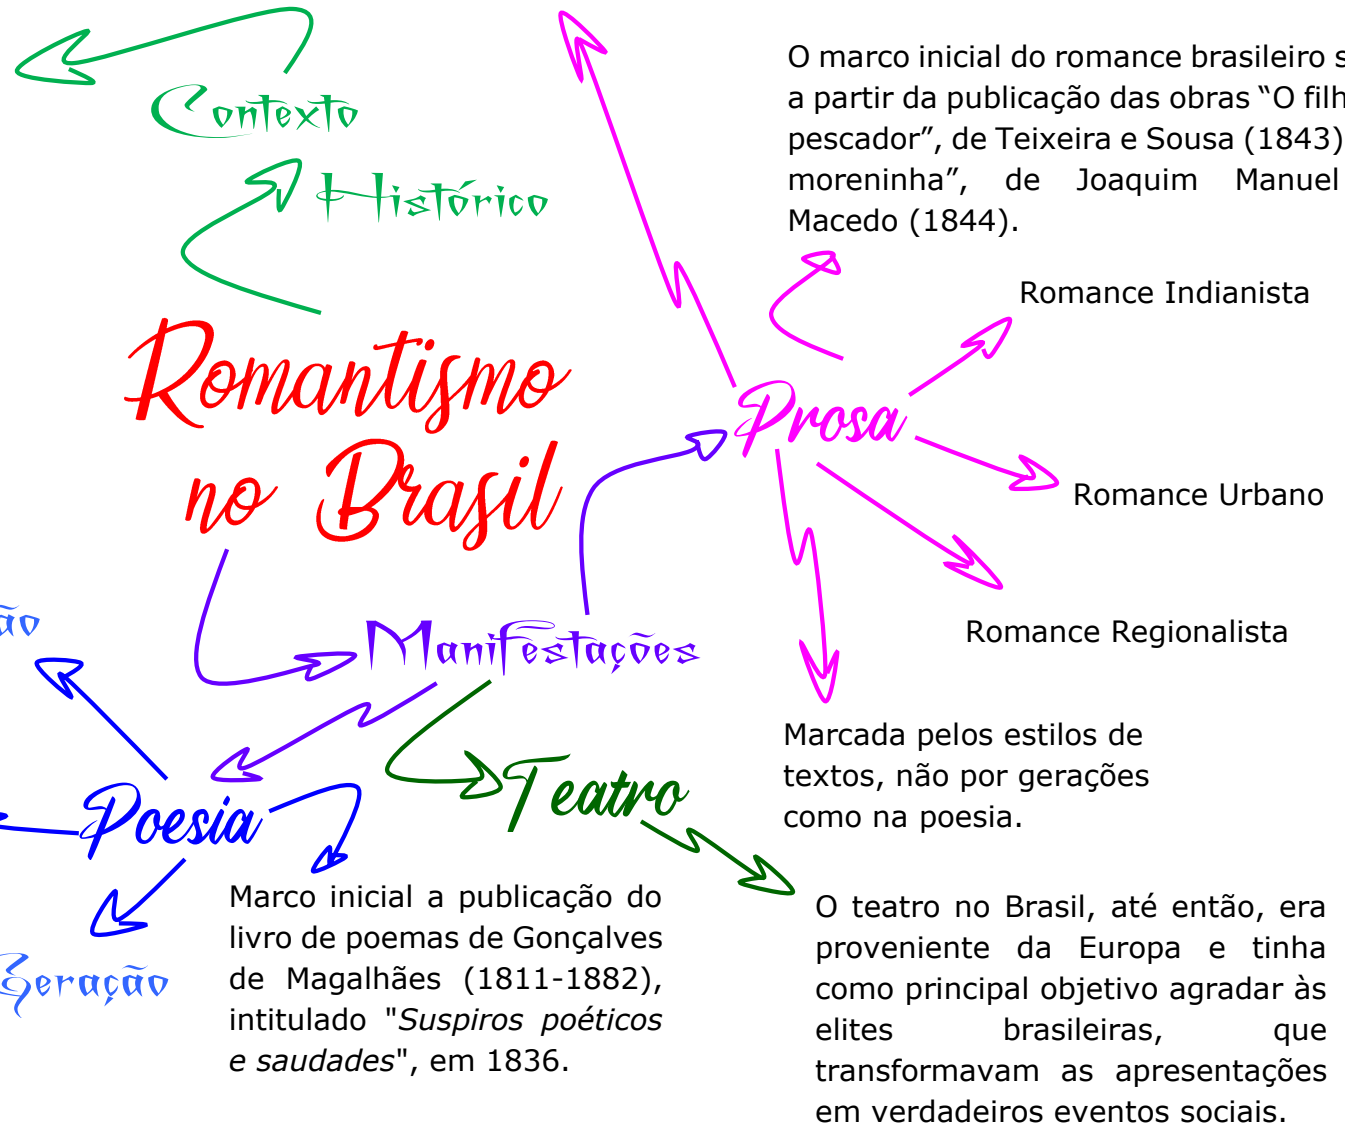 Contexto
Histórico
Romantismo
no Brasil
Manifestações
Prosa
O marco inicial do romance brasileiro
a partir da publicação das obras “O
pescador”, de Teixeira e Sousa (1843)
moreninha”, de Joaquim Manuel
Macedo (1844).
Romance Indianista
Romance Urbano
Romance Regionalista
Marcada pelos estilos de
textos, não por gerações
como na poesia.
Teatro
O teatro no Brasil, até então, era
proveniente da Europa e tinha
como principal objetivo agradar às
elites brasileiras, que
transformavam as apresentações
em verdadeiros eventos sociais.
Poesia
Marco inicial a publicação do
livro de poemas de Gonçalves
de Magalhães (1811-1882),
intitulado "Suspiros poéticos
e saudades", em 1836.
Geração